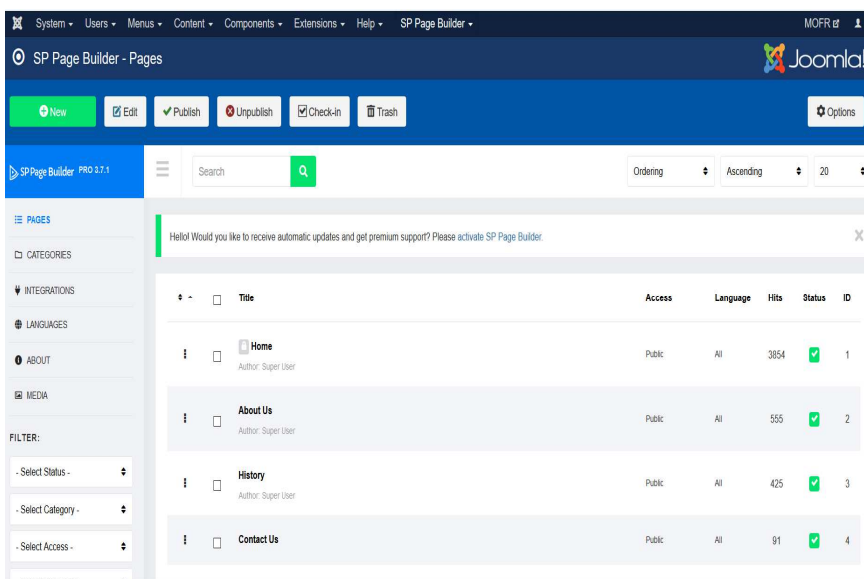 System Users Menus Content Components Extensions Help SP Page Builder MOFR
SP Page Builder - Pages Joomla!
New Edit Publish Unpublish Check-in Trash Options
SP Page Builder PRO 3.7.1 Search Ordering Ascending 20
PAGES
Hello! Would you like to receive automatic updates and get premium support? Please activate SP Page Builder.
CATEGORIES
INTEGRATIONS
Title Access Language Hits Status ID
LANGUAGES
Home
Public All 3854 1
ABOUT
Author: Super User
MEDIA
About Us
Public All 555 2
Author: Super User
FILTER:
- Select Status -
History
Public All 425 3
Author: Super User
- Select Category -
Contact Us Public All 91 4
- Select Access -